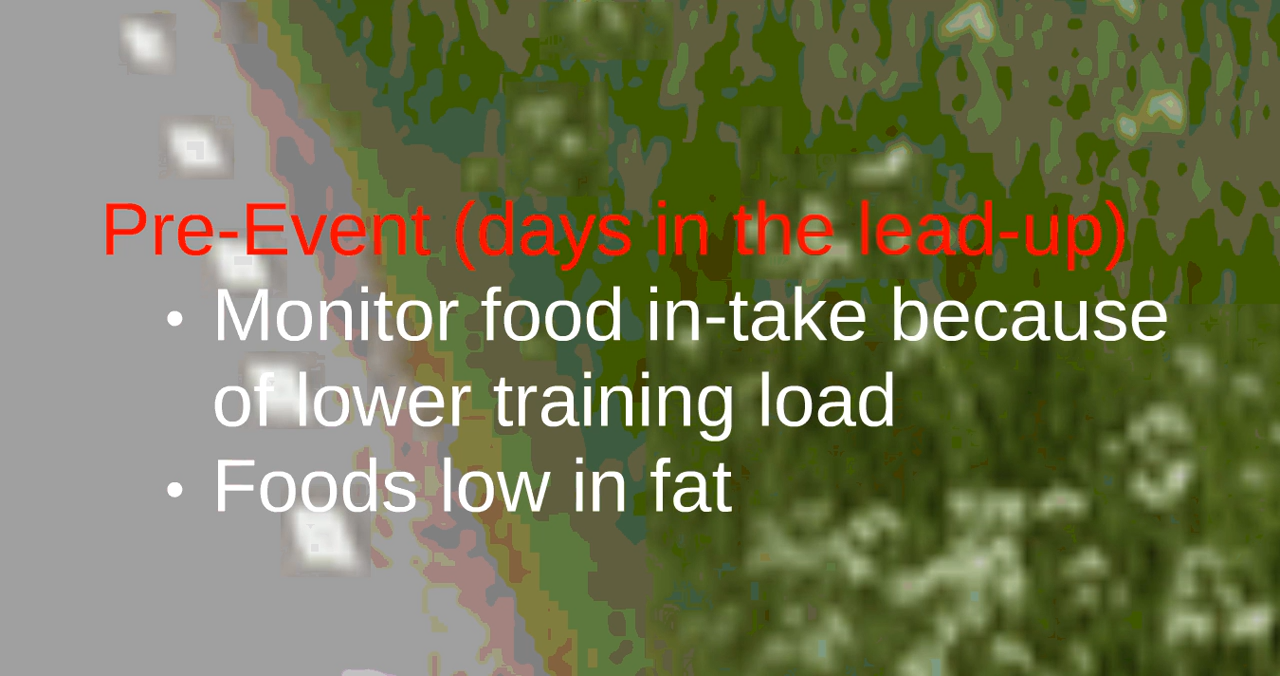 Pre-Event (days in the lead-up)
• Monitor food in-take because
of lower training load
• Foods low in fat